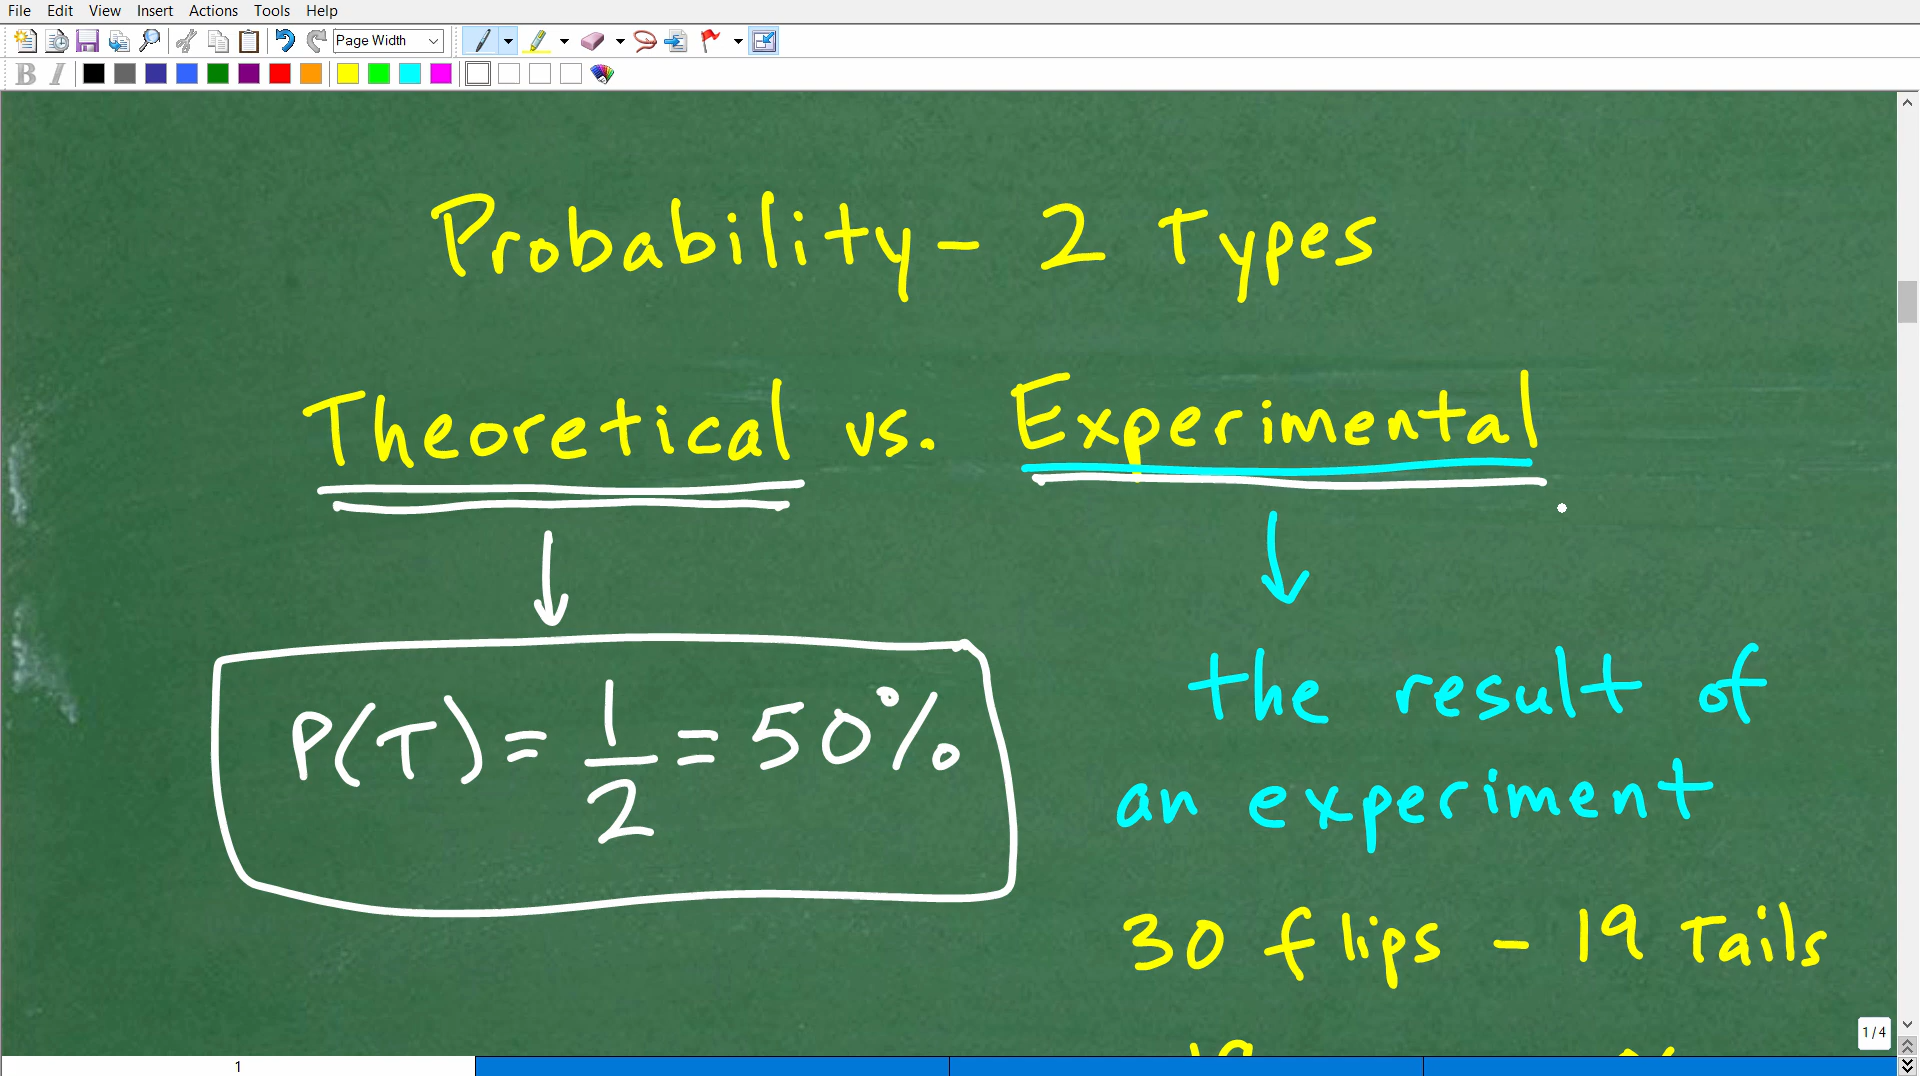 File Edit View Insert Actions Tools Help
Page Width
B I
Probability - 2 Types
Theoretical vs. Experimental
P(T) = 1/2 = 50%
the result of
an experiment
30 flips - 19 Tails
1 / 4
1